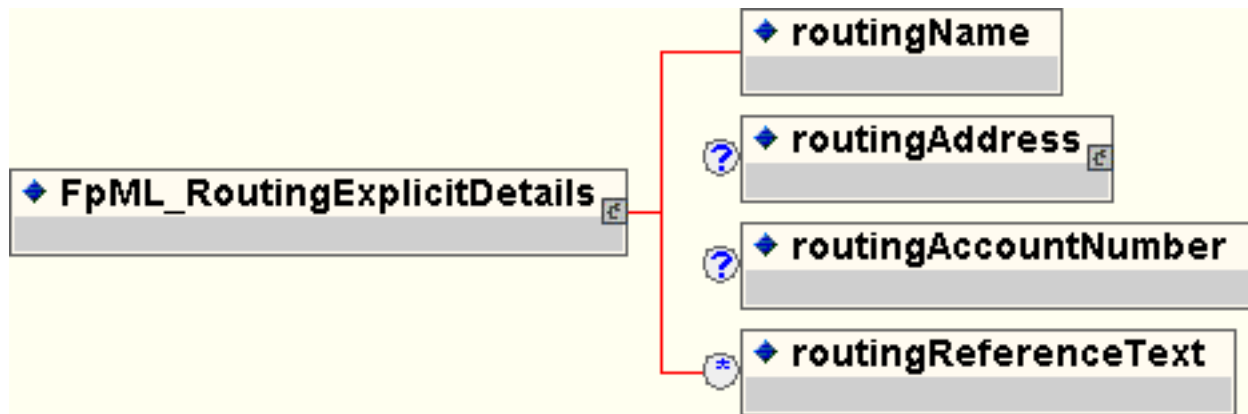 routingName
?
routingAddress
FpML_RoutingExplicitDetails
?
routingAccountNumber
*
routingReferenceText